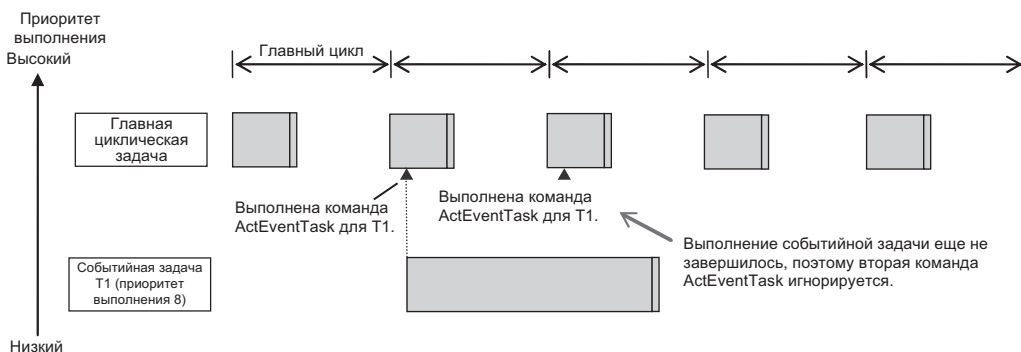 Приоритет
выполнения
Высокий
Главный цикл
Главная
циклическая
задача
Выполнена команда
ActEventTask для T1.
Выполнена команда
ActEventTask для T1.
Выполнение событийной задачи еще не
завершилось, поэтому вторая команда
ActEventTask игнорируется.
Событийная задача
T1 (приоритет
выполнения 8)
Низкий